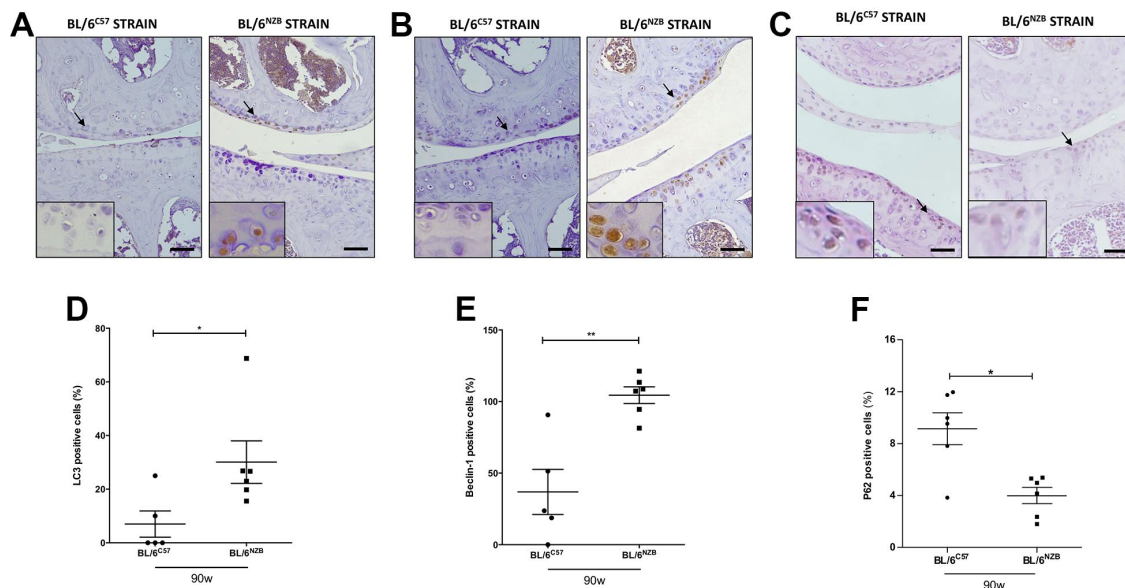 A
BL/6C57 STRAIN
BL/6NZB STRAIN
B
BL/6C57 STRAIN
BL/6NZB STRAIN
C
BL/6C57 STRAIN
BL/6NZB STRAIN
D
80
60
40
20
0
LC3 positive cells (%)
*
BL/6C57
BL/6NZB
90w
E
150
100
50
0
Beclin-1 positive cells (%)
**
BL/6C57
BL/6NZB
90w
F
16
12
8
4
0
P62 positive cells (%)
*
BL/6C57
BL/6NZB
90w